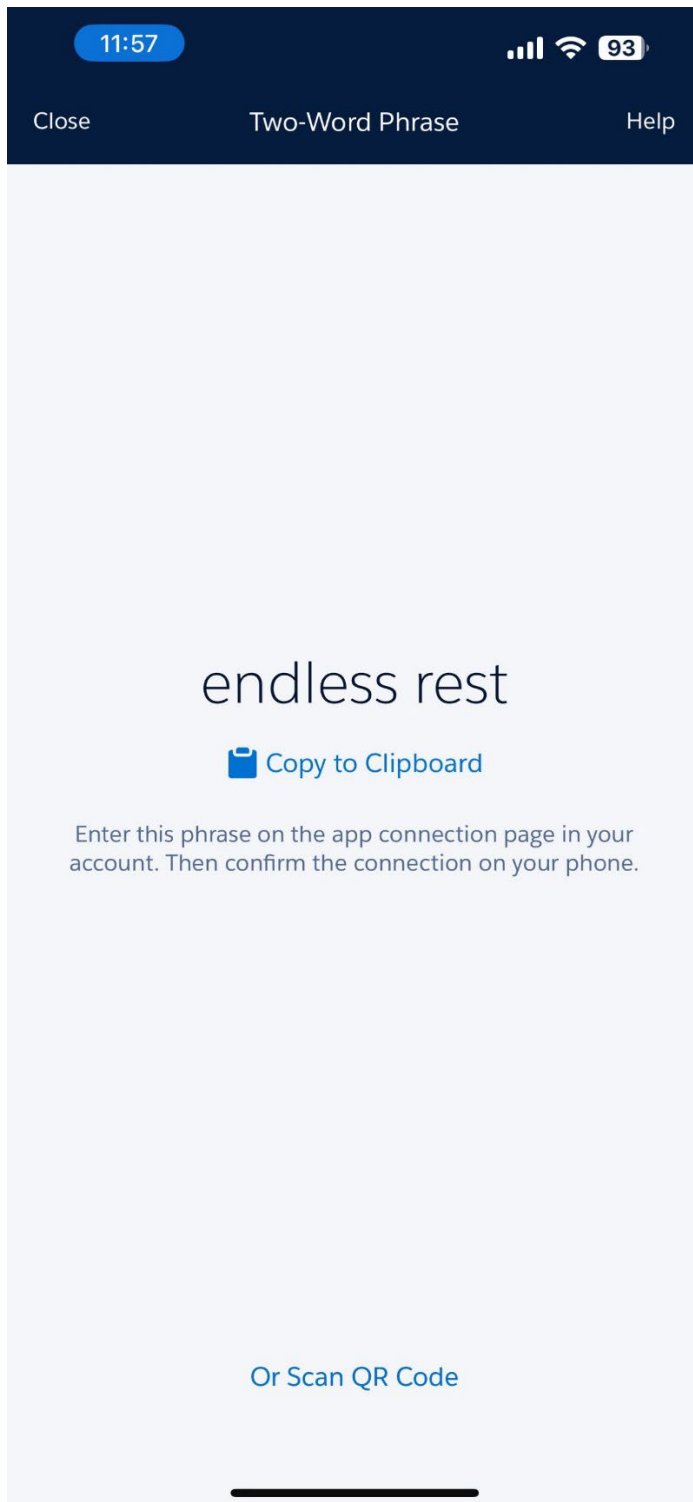 11:57 93
Close Two-Word Phrase Help
endless rest
Copy to Clipboard
Enter this phrase on the app connection page in your
account. Then confirm the connection on your phone.
Or Scan QR Code